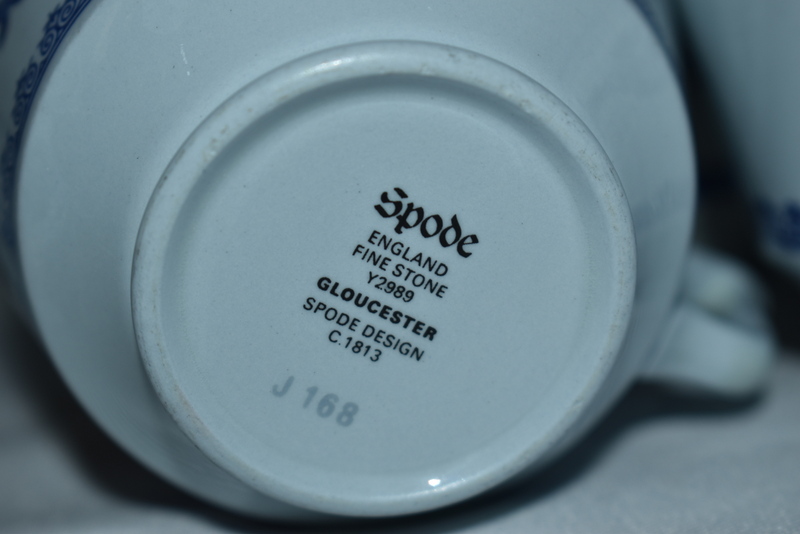 Spode
ENGLAND
FINE STONE
Y2989
GLOUCESTER
SPODE DESIGN
C.1813
J 168